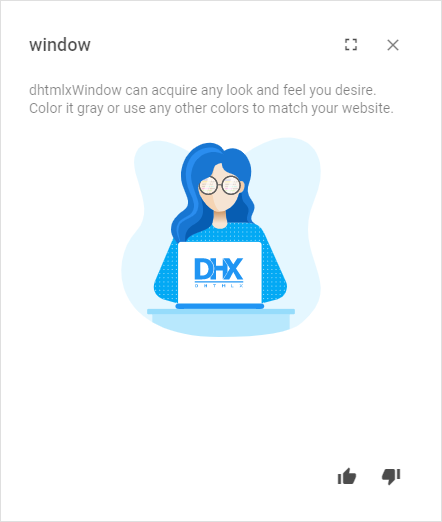 window
dhtmlxWindow can acquire any look and feel you desire.
Color it gray or use any other colors to match your website.
DHX
DHTMLX